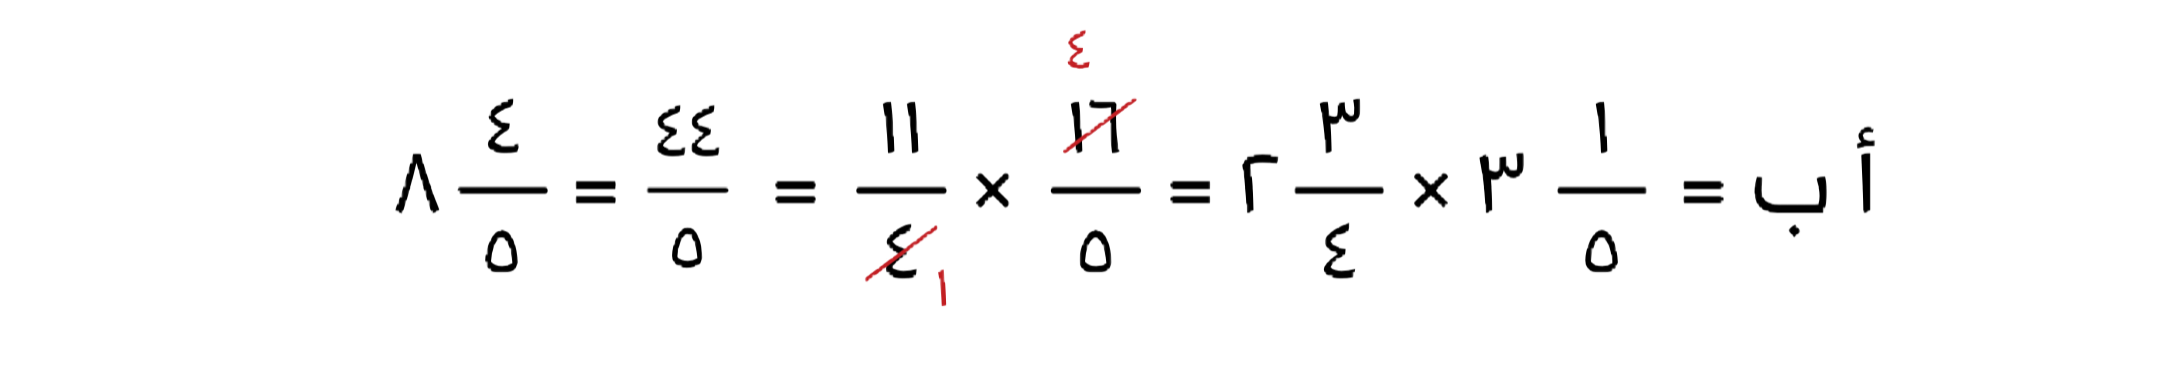 أ ب = ٣ ١/٥ × ٢ ٣/٤ = ١٦/٥ ٤ × ١١/٤ ١ = ٤٤/٥ = ٨ ٤/٥